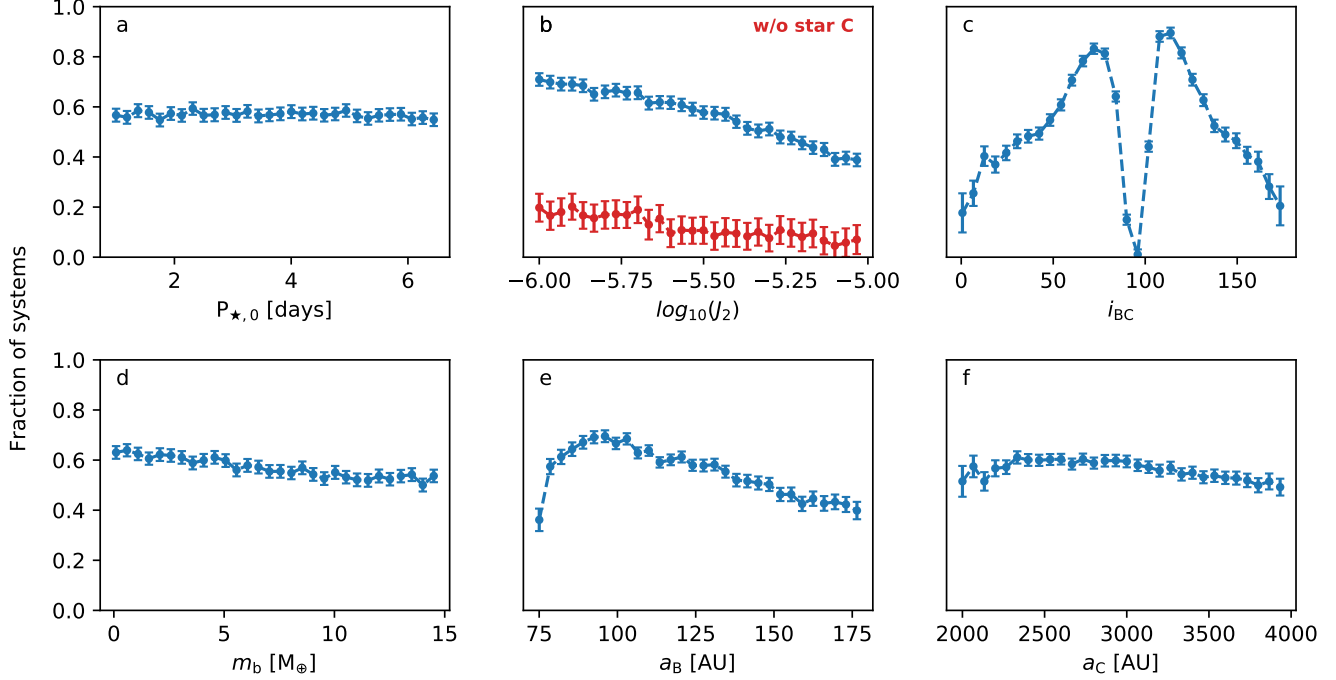 Fraction of systems
1.0
0.8
0.6
0.4
0.2
0.0
a
2 4 6
P★, 0 [days]
b
w/o star C
−6.00 −5.75 −5.50 −5.25 −5.00
log10(J2)
c
0 50 100 150
iBC
1.0
0.8
0.6
0.4
0.2
0.0
d
0 5 10 15
mb [M⊕]
e
75 100 125 150 175
aB [AU]
f
2000 2500 3000 3500 4000
aC [AU]